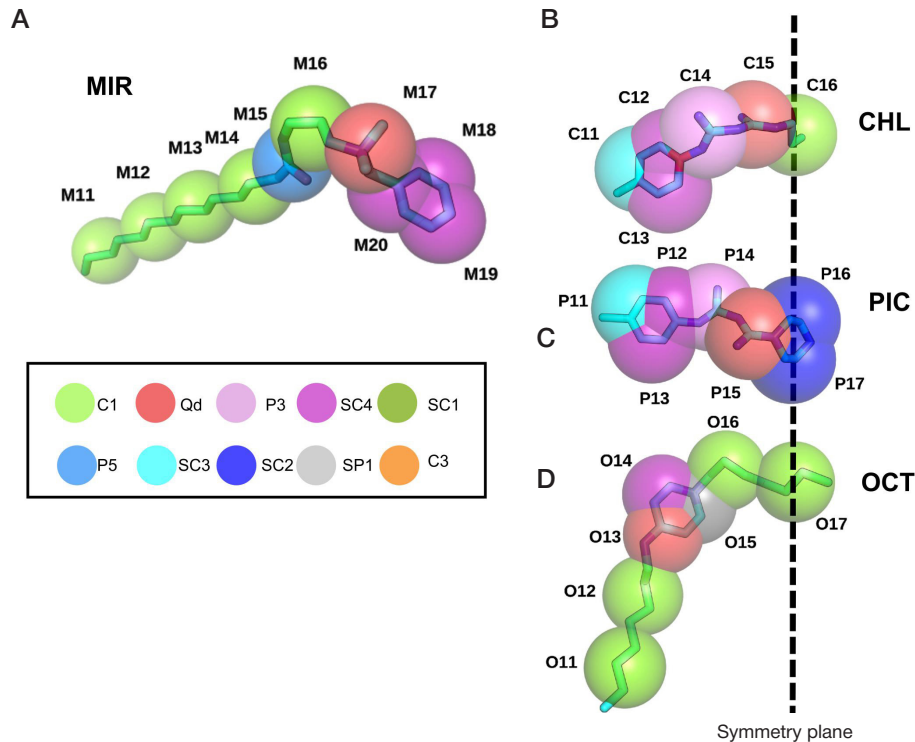 A
MIR
M11
M12
M13
M14
M15
M16
M17
M18
M19
M20
C1
Qd
P3
SC4
SC1
P5
SC3
SC2
SP1
C3
B
CHL
C11
C12
C13
C14
C15
C16
C
PIC
P11
P12
P13
P14
P15
P16
P17
D
OCT
O11
O12
O13
O14
O15
O16
O17
Symmetry plane